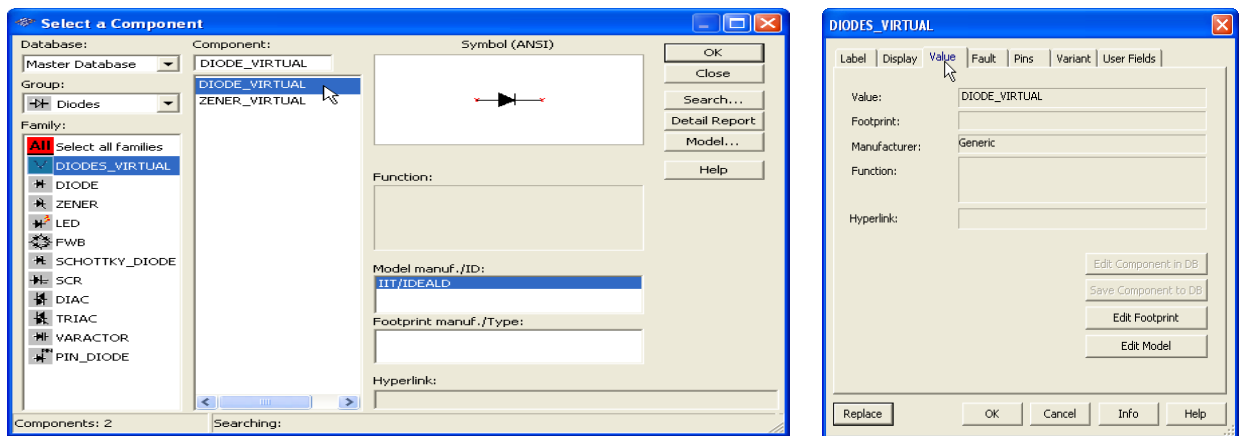 Select a Component
Database:
Master Database
Group:
Diodes
Family:
All Select all families
DIODES_VIRTUAL
DIODE
ZENER
LED
FWB
SCHOTTKY_DIODE
SCR
DIAC
TRIAC
VARACTOR
PIN_DIODE
Component:
DIODE_VIRTUAL
DIODE_VIRTUAL
ZENER_VIRTUAL
Symbol (ANSI)
Function:
Model manuf./ID:
IIT/IDEALD
Footprint manuf./Type:
Hyperlink:
OK
Close
Search...
Detail Report
Model...
Help
Components: 2
Searching:
DIODES_VIRTUAL
Label Display Value Fault Pins Variant User Fields
Value: DIODE_VIRTUAL
Footprint:
Manufacturer: Generic
Function:
Hyperlink:
Edit Component in DB
Save Component to DB
Edit Footprint
Edit Model
Replace OK Cancel Info Help